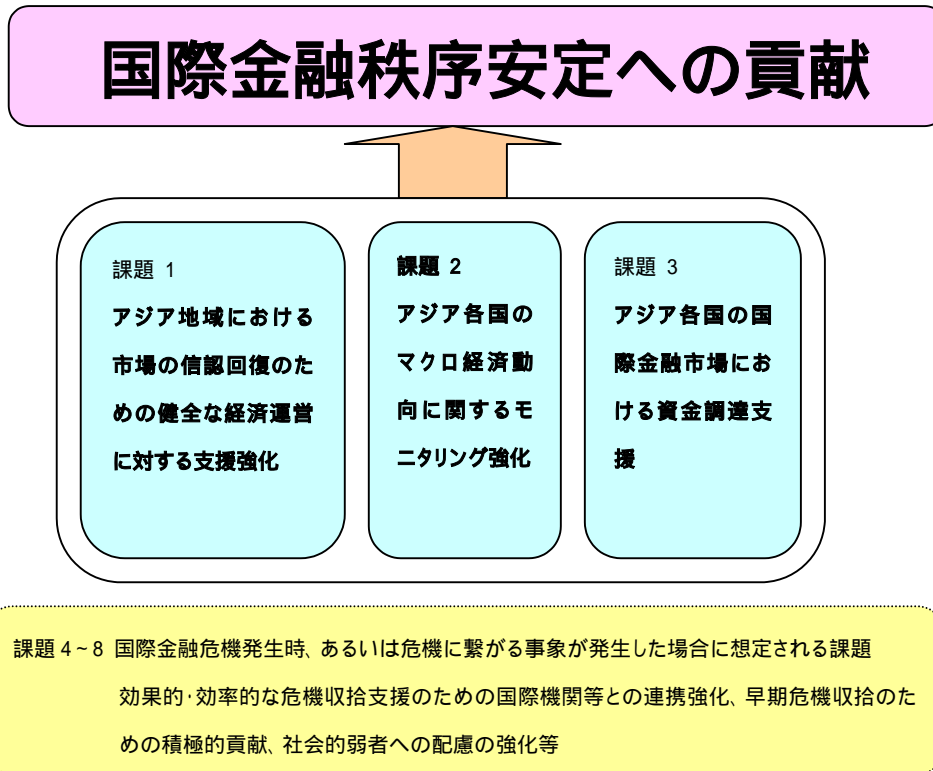 国際金融秩序安定への貢献
課題 1
アジア地域における
市場の信認回復のた
めの健全な経済運営
に対する支援強化
課題 2
アジア各国の
マクロ経済動
向に関するモ
ニタリング強化
課題 3
アジア各国の国
際金融市場にお
ける資金調達支
援
課題 4~8 国際金融危機発生時、あるいは危機に繋がる事象が発生した場合に想定される課題
効果的・効率的な危機収拾支援のための国際機関等との連携強化、早期危機収拾のた
めの積極的貢献、社会的弱者への配慮の強化等